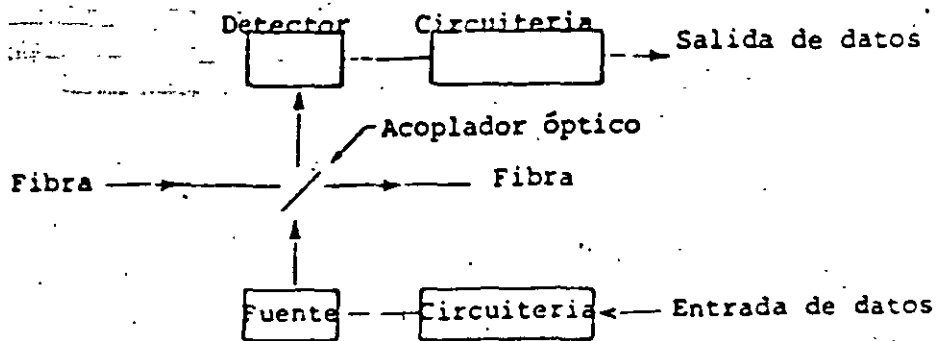 Detector
Circuiteria
Salida de datos
Acoplador óptico
Fibra
Fibra
Fuente
Circuiteria
Entrada de datos